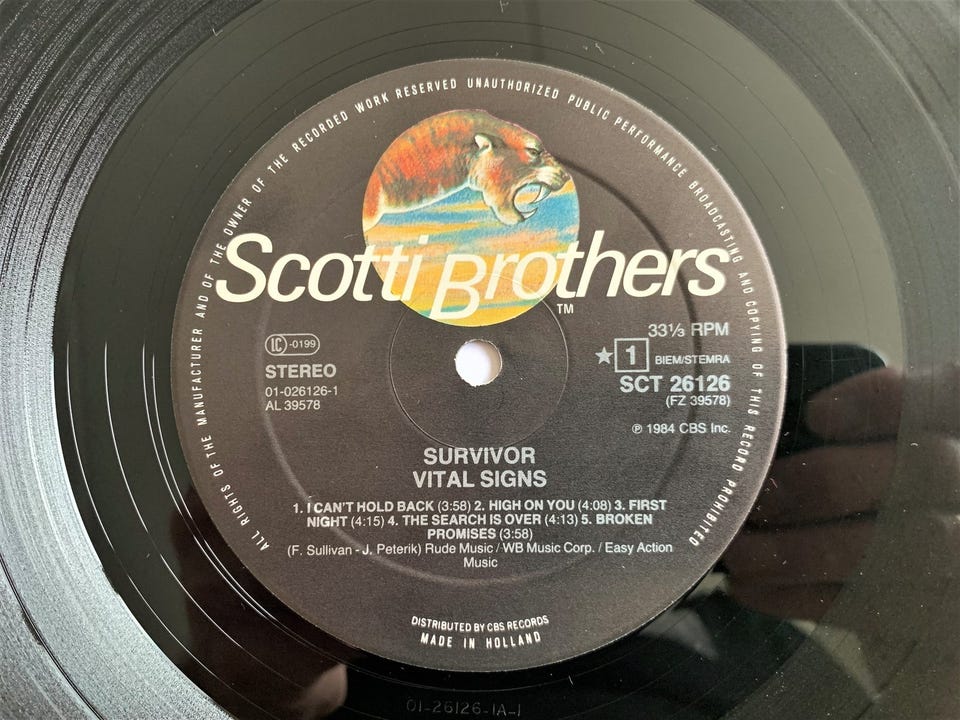 ALL RIGHTS OF THE MANUFACTURER AND OF THE OWNER OF THE RECORDED WORK RESERVED UNAUTHORIZED PUBLIC PERFORMANCE BROADCASTING AND COPYING OF THIS RECORD PROHIBITED
Scotti Brothers
TM
LC -0199
STEREO
01-026126-1
AL 39578
33⅓ RPM
★ 1 BIEM/STEMRA
SCT 26126
(FZ 39578)
℗ 1984 CBS Inc.
SURVIVOR
VITAL SIGNS
1. I CAN'T HOLD BACK (3:58) 2. HIGH ON YOU (4:08) 3. FIRST
NIGHT (4:15) 4. THE SEARCH IS OVER (4:13) 5. BROKEN
PROMISES (3:58)
(F. Sullivan - J. Peterik) Rude Music / WB Music Corp. / Easy Action
Music
DISTRIBUTED BY CBS RECORDS
MADE IN HOLLAND
01-26126-1A-1